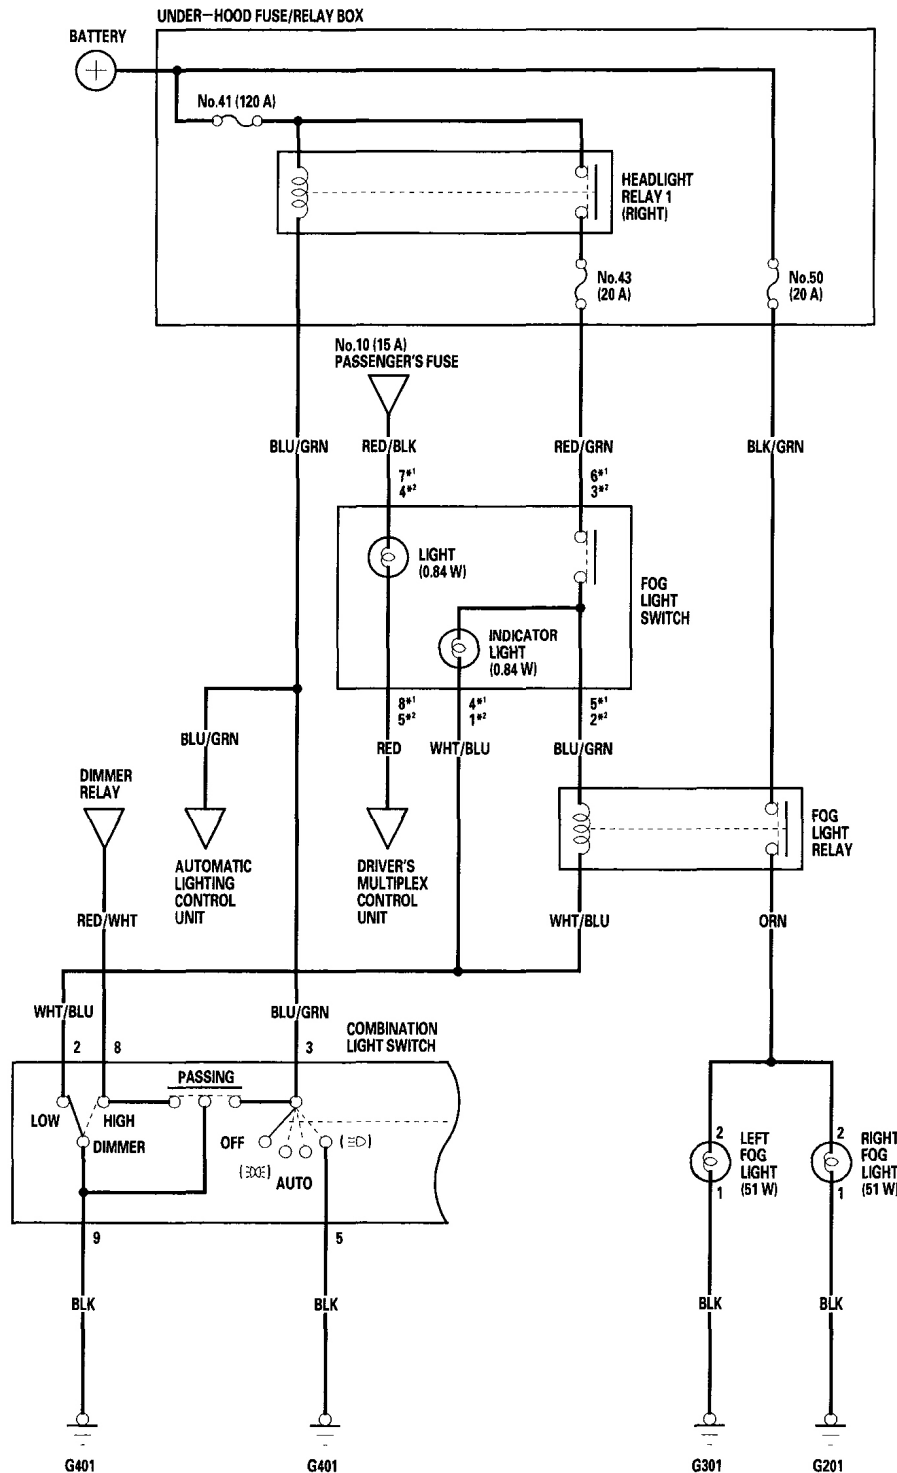 UNDER-HOOD FUSE/RELAY BOX
BATTERY
No.41 (120 A)
HEADLIGHT
RELAY 1
(RIGHT)
No.43
(20 A)
No.50
(20 A)
No.10 (15 A)
PASSENGER'S FUSE
BLU/GRN
RED/BLK
RED/GRN
BLK/GRN
7*1
4*2
6*1
3*2
LIGHT
(0.84 W)
FOG
LIGHT
SWITCH
INDICATOR
LIGHT
(0.84 W)
8*1
5*2
4*1
1*2
5*1
2*2
BLU/GRN
RED
WHT/BLU
BLU/GRN
DIMMER
RELAY
FOG
LIGHT
RELAY
AUTOMATIC
LIGHTING
CONTROL
UNIT
DRIVER'S
MULTIPLEX
CONTROL
UNIT
RED/WHT
WHT/BLU
ORN
WHT/BLU
BLU/GRN
COMBINATION
LIGHT SWITCH
2
8
3
PASSING
LOW
HIGH
DIMMER
OFF
AUTO
2
LEFT
FOG
LIGHT
(51 W)
1
2
RIGHT
FOG
LIGHT
(51 W)
1
9
5
BLK
BLK
BLK
BLK
G401
G401
G301
G201